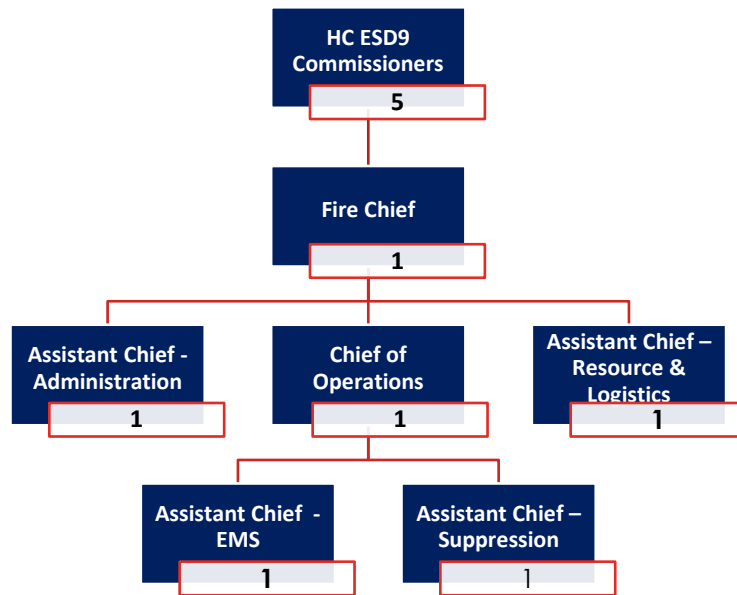 HC ESD9
Commissioners
5
Fire Chief
1
Assistant Chief -
Administration
1
Chief of
Operations
1
Assistant Chief –
Resource &
Logistics
1
Assistant Chief -
EMS
1
Assistant Chief –
Suppression
1